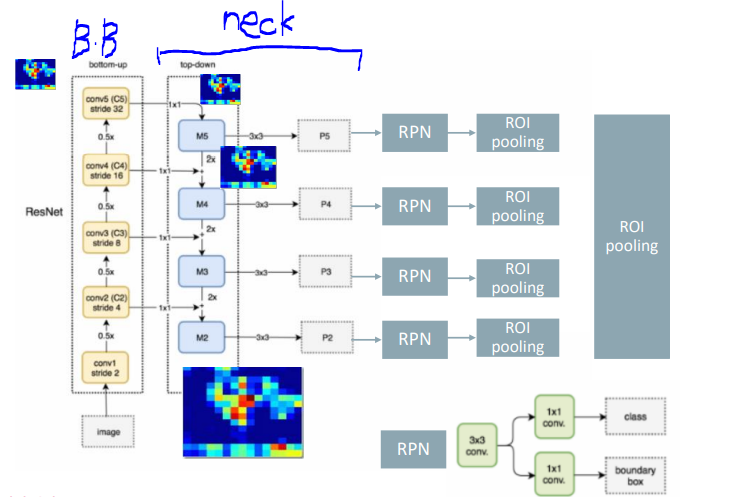 B.B
neck
bottom-up
top-down
conv5 (C5)
stride 32
1x1
M5
3x3
P5
RPN
ROI
pooling
0.5x
2x
conv4 (C4)
stride 16
1x1
+
M4
3x3
P4
RPN
ROI
pooling
ResNet
0.5x
2x
conv3 (C3)
stride 8
1x1
+
M3
3x3
P3
RPN
ROI
pooling
ROI
pooling
0.5x
2x
conv2 (C2)
stride 4
1x1
+
M2
3x3
P2
RPN
ROI
pooling
0.5x
conv1
stride 2
image
RPN
3x3
conv.
1x1
conv.
class
1x1
conv.
boundary
box